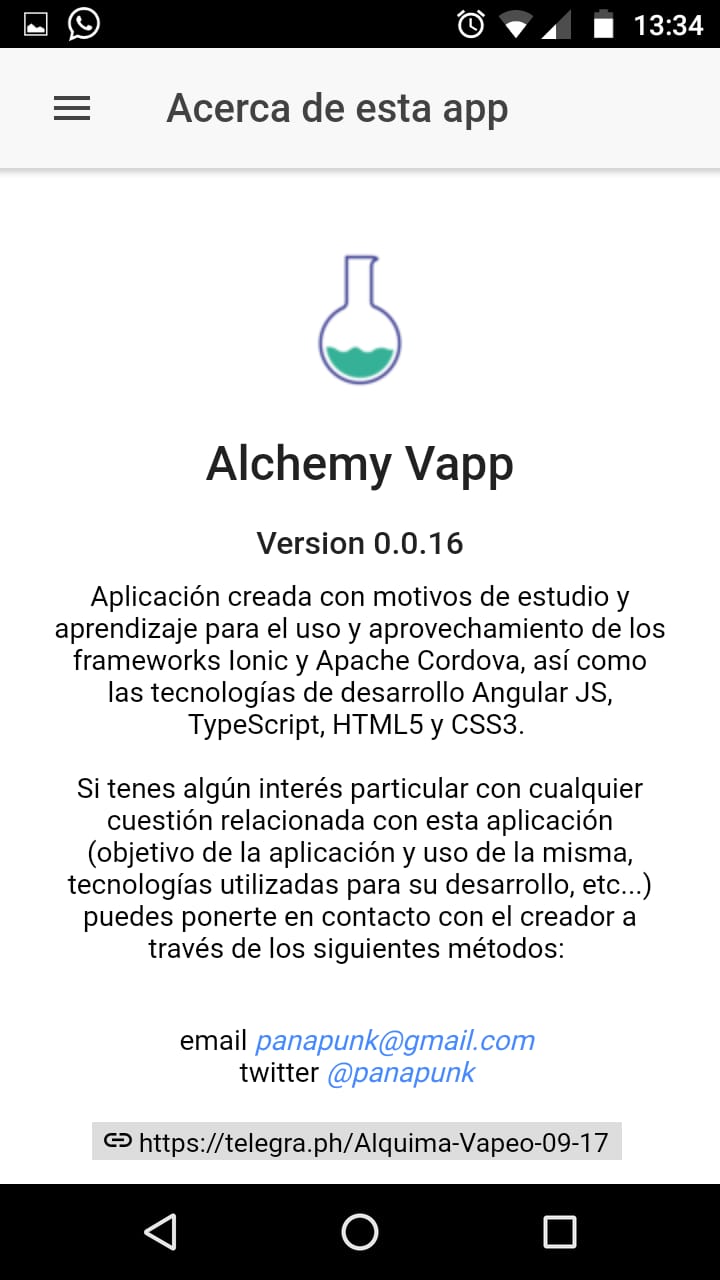 13:34
Acerca de esta app
Alchemy Vapp
Version 0.0.16
Aplicación creada con motivos de estudio y
aprendizaje para el uso y aprovechamiento de los
frameworks Ionic y Apache Cordova, así como
las tecnologías de desarrollo Angular JS,
TypeScript, HTML5 y CSS3.
Si tenes algún interés particular con cualquier
cuestión relacionada con esta aplicación
(objetivo de la aplicación y uso de la misma,
tecnologías utilizadas para su desarrollo, etc...)
puedes ponerte en contacto con el creador a
través de los siguientes métodos:
email panapunk@gmail.com
twitter @panapunk
https://telegra.ph/Alquima-Vapeo-09-17